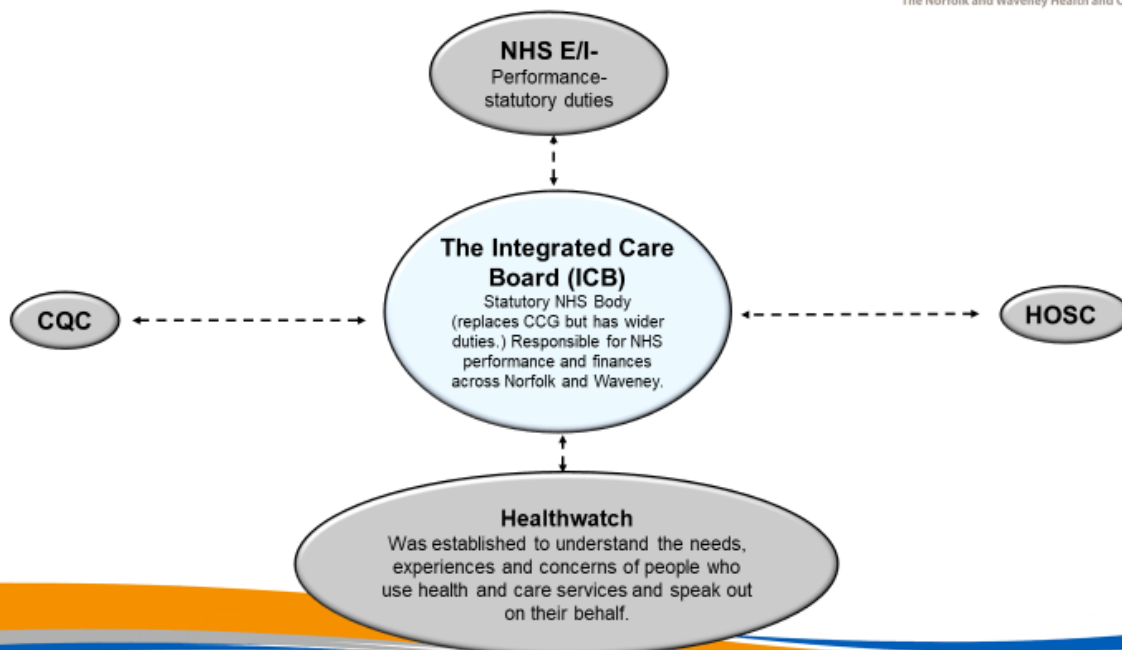 The Norfolk and Waveney Health and C
NHS E/I-
Performance-
statutory duties
The Integrated Care
Board (ICB)
Statutory NHS Body
(replaces CCG but has wider
duties.) Responsible for NHS
performance and finances
across Norfolk and Waveney.
CQC
HOSC
Healthwatch
Was established to understand the needs,
experiences and concerns of people who
use health and care services and speak out
on their behalf.